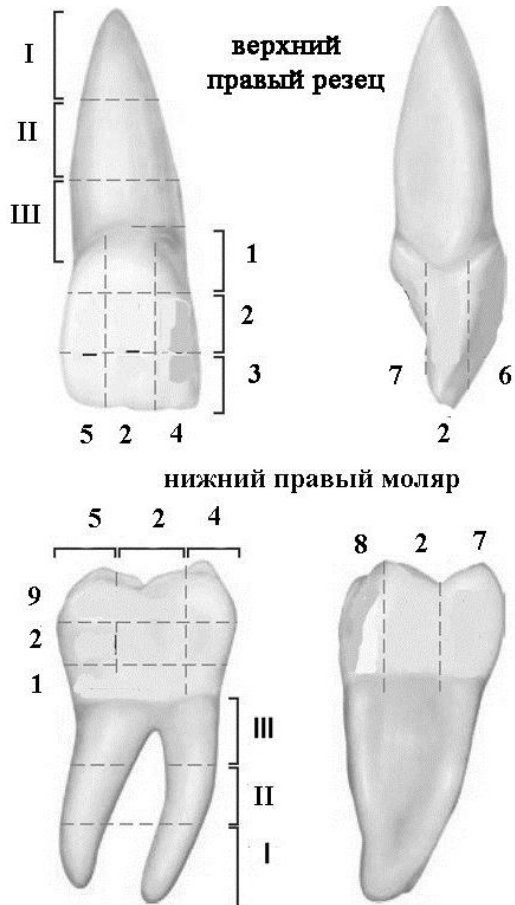 верхний
правый резец
I
II
III
1
2
3
5 2 4
7 6
2
нижний правый моляр
5 2 4
8 2 7
9
2
1
III
II
I